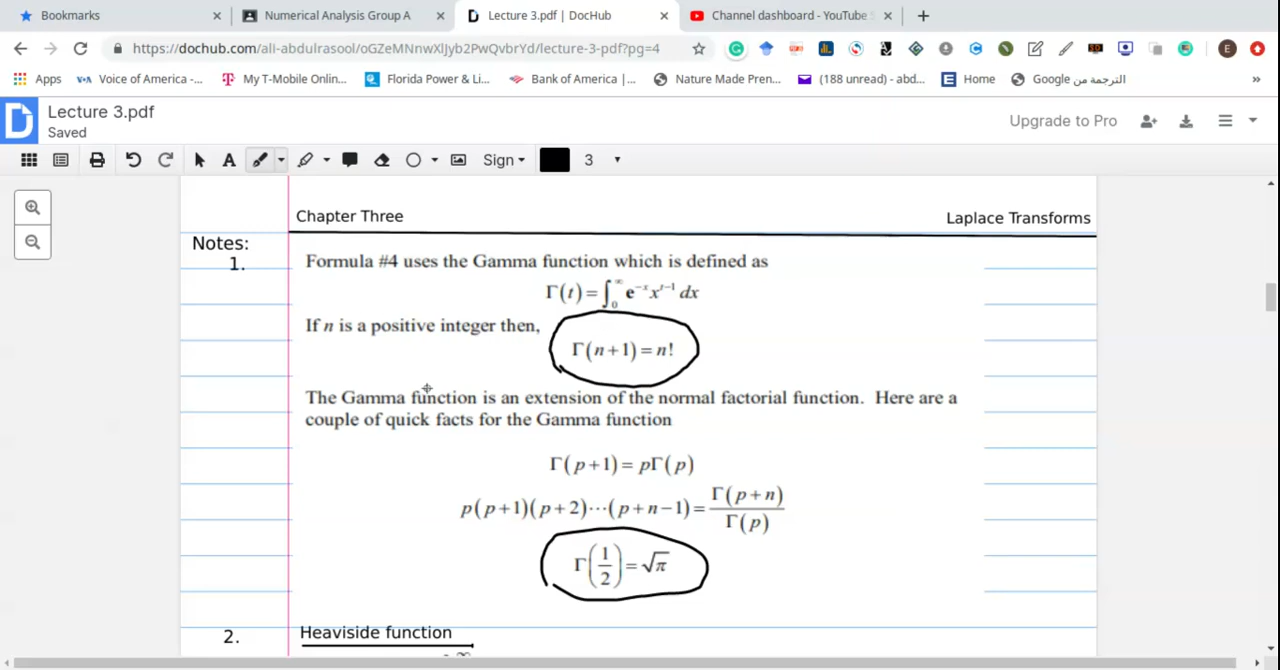 Bookmarks
Numerical Analysis Group A
Lecture 3.pdf | DocHub
Channel dashboard - YouTube S
https://dochub.com/ali-abdulrasool/oGZeMNnwXlJyb2PwQvbrYd/lecture-3-pdf?pg=4
E
Apps
Voice of America -...
My T-Mobile Onlin...
Florida Power & Li...
Bank of America |...
Nature Made Pren...
(188 unread) - abd...
Home
الترجمة من Google
»
Lecture 3.pdf
Saved
Upgrade to Pro
A
Sign
3
Chapter Three
Laplace Transforms
Notes:
1.
Formula #4 uses the Gamma function which is defined as
Γ(t) = ∫₀^∞ e^{-x} x^{t-1} dx
If n is a positive integer then,
Γ(n+1) = n!
The Gamma function is an extension of the normal factorial function. Here are a
couple of quick facts for the Gamma function
Γ(p+1) = pΓ(p)
p(p+1)(p+2)⋯(p+n−1) = Γ(p+n)/Γ(p)
Γ(1/2) = √π
2.
Heaviside function